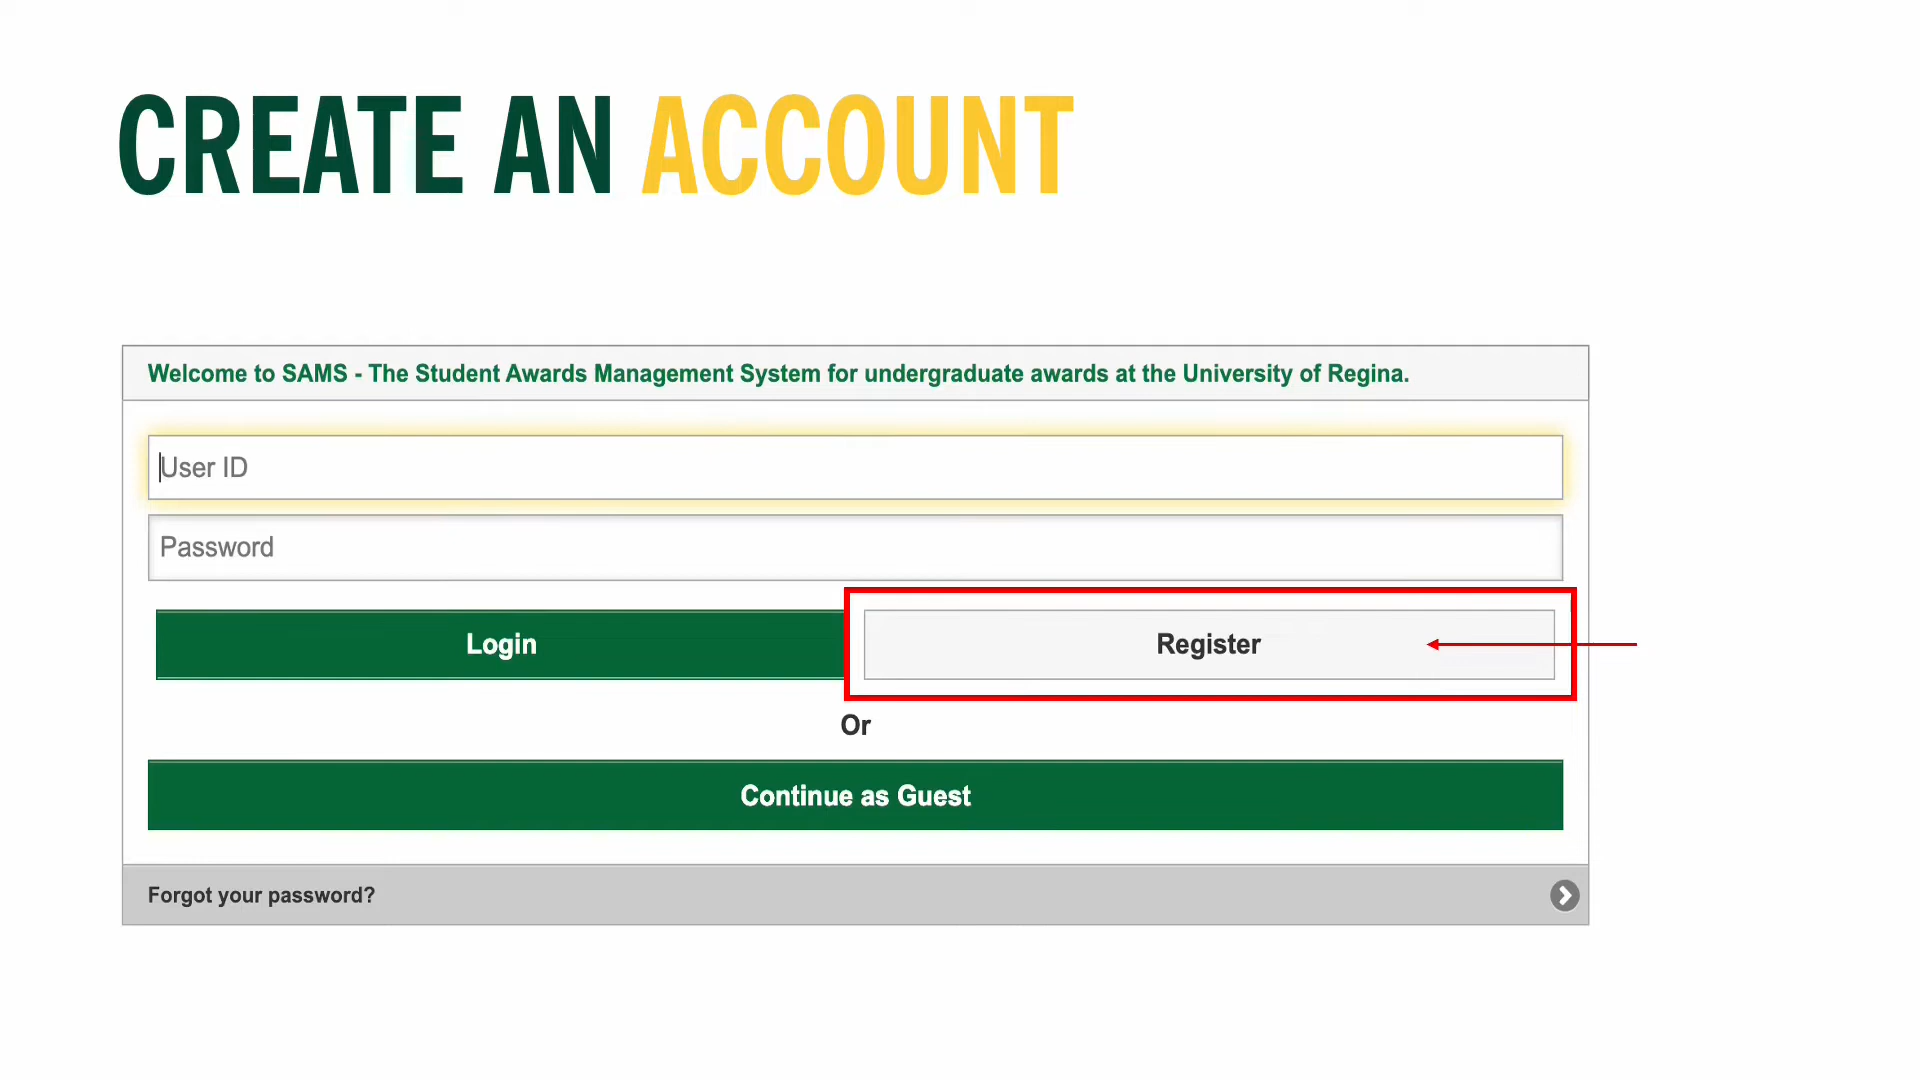 CREATE AN ACCOUNT
Welcome to SAMS - The Student Awards Management System for undergraduate awards at the University of Regina.
User ID
Password
Login
Register
Or
Continue as Guest
Forgot your password?